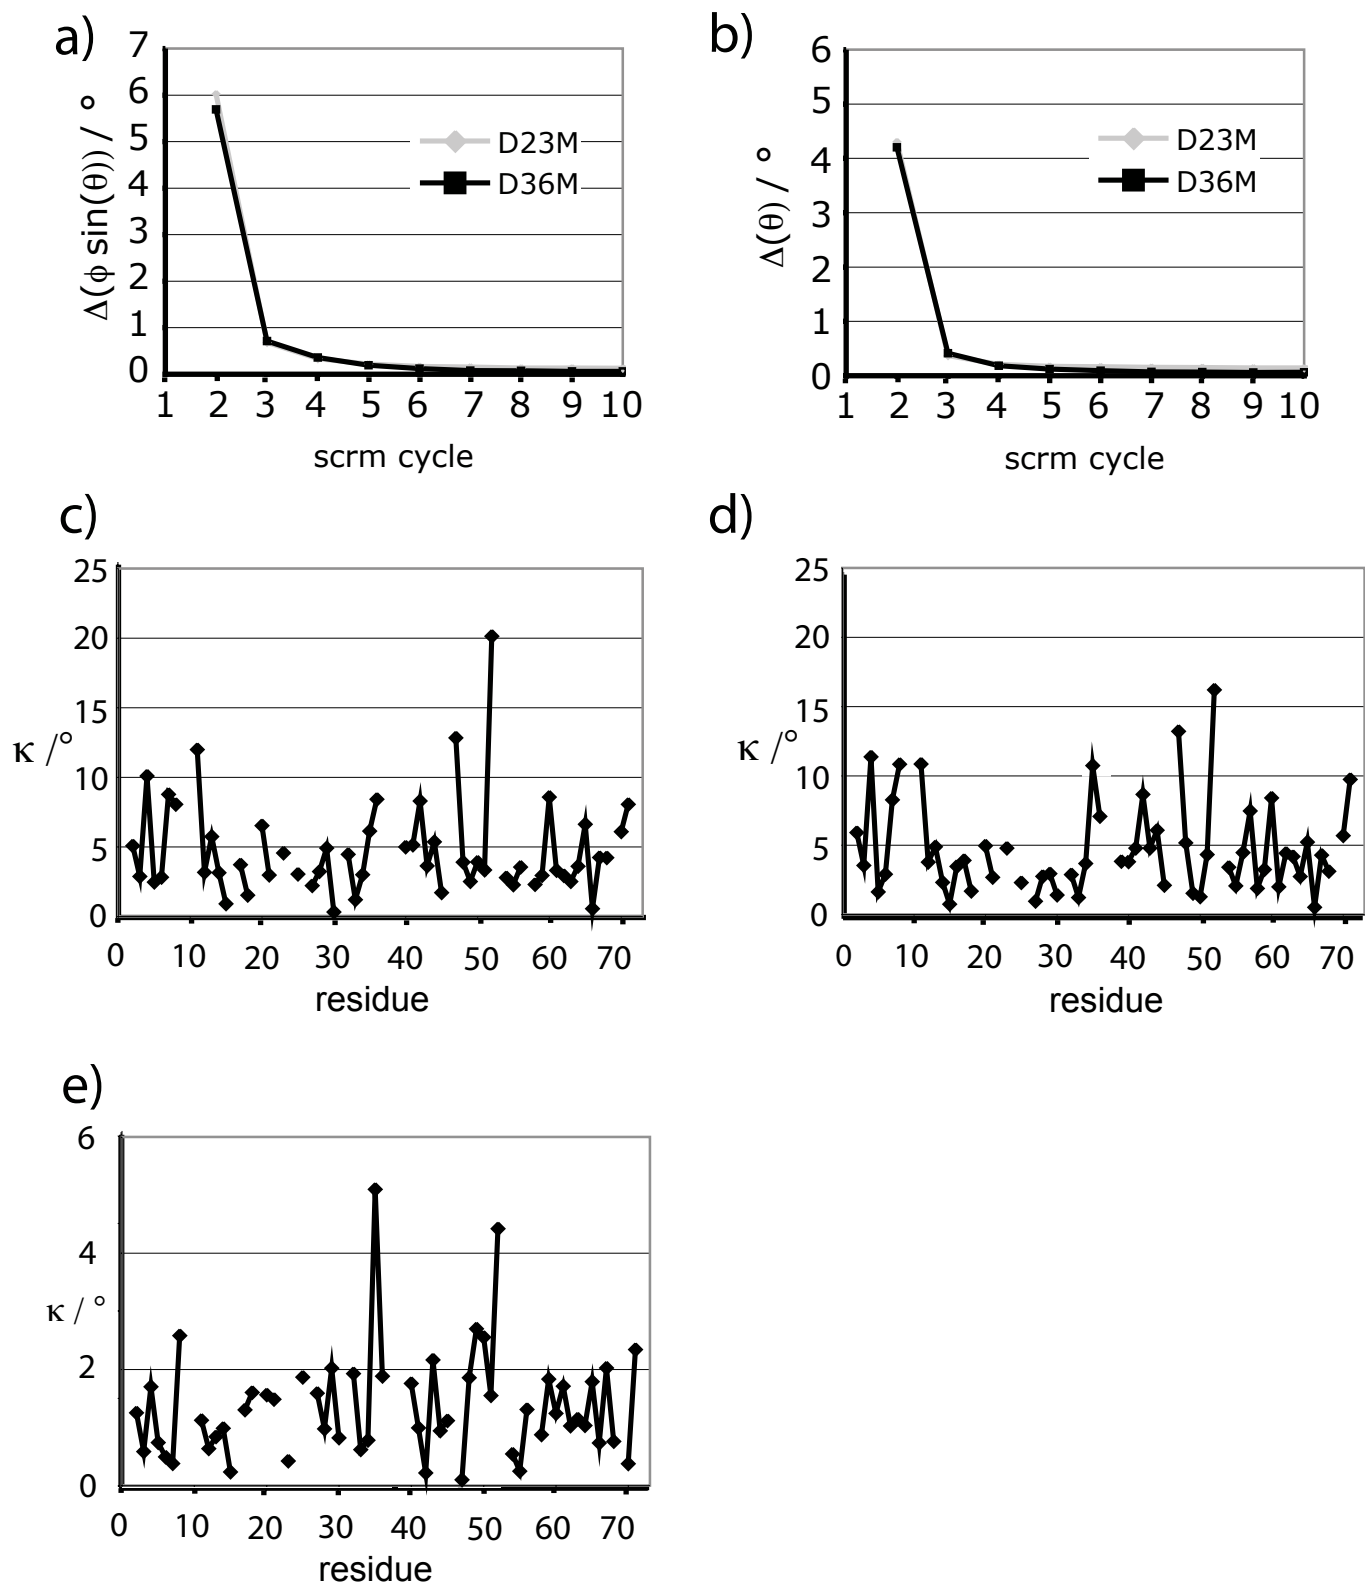 a)
7
6
5
4
3
2
1
0
Δ(ϕ sin(θ)) / °
D23M
D36M
1 2 3 4 5 6 7 8 9 10
scrm cycle
b)
6
5
4
3
2
1
0
Δ(θ) / °
D23M
D36M
1 2 3 4 5 6 7 8 9 10
scrm cycle
c)
25
20
15
10
5
0
κ /°
0 10 20 30 40 50 60 70
residue
d)
25
20
15
10
5
0
κ /°
0 10 20 30 40 50 60 70
residue
e)
6
4
2
0
κ / °
0 10 20 30 40 50 60 70
residue